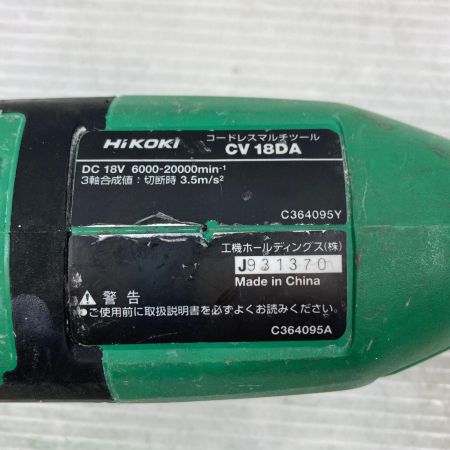 HiKOKI コードレスマルチツール
CV 18DA
DC 18V 6000-20000min⁻¹
3軸合成値：切断時 3.5m/s²
C364095Y
工機ホールディングス(株)
J931370
Made in China
⚠ 警告
●ご使用前に取扱説明書を必ずよくお読みください。
C364095A